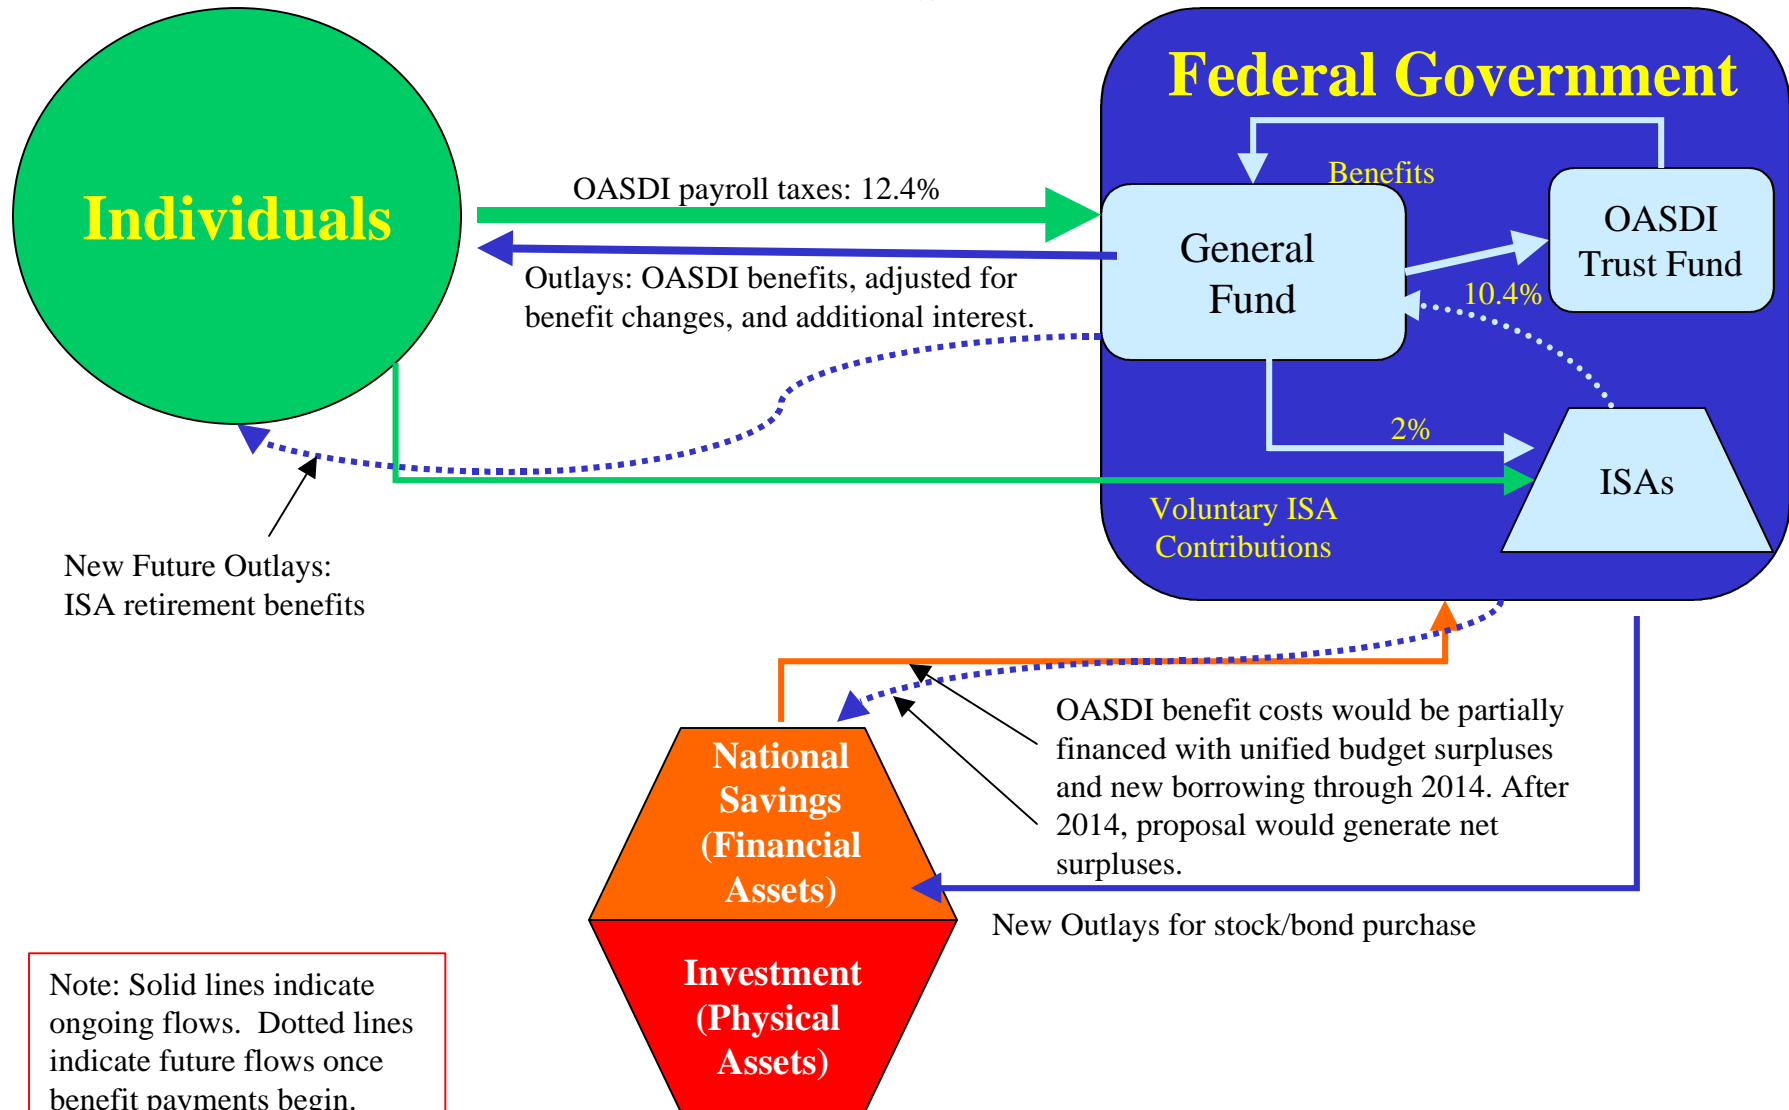 Federal Government
Individuals
OASDI payroll taxes: 12.4%
Benefits
General
Fund
OASDI
Trust Fund
Outlays: OASDI benefits, adjusted for
benefit changes, and additional interest.
10.4%
2%
ISAs
Voluntary ISA
Contributions
New Future Outlays:
ISA retirement benefits
OASDI benefit costs would be partially
financed with unified budget surpluses
and new borrowing through 2014. After
2014, proposal would generate net
surpluses.
National
Savings
(Financial
Assets)
New Outlays for stock/bond purchase
Investment
(Physical
Assets)
Note: Solid lines indicate
ongoing flows.  Dotted lines
indicate future flows once
benefit payments begin.